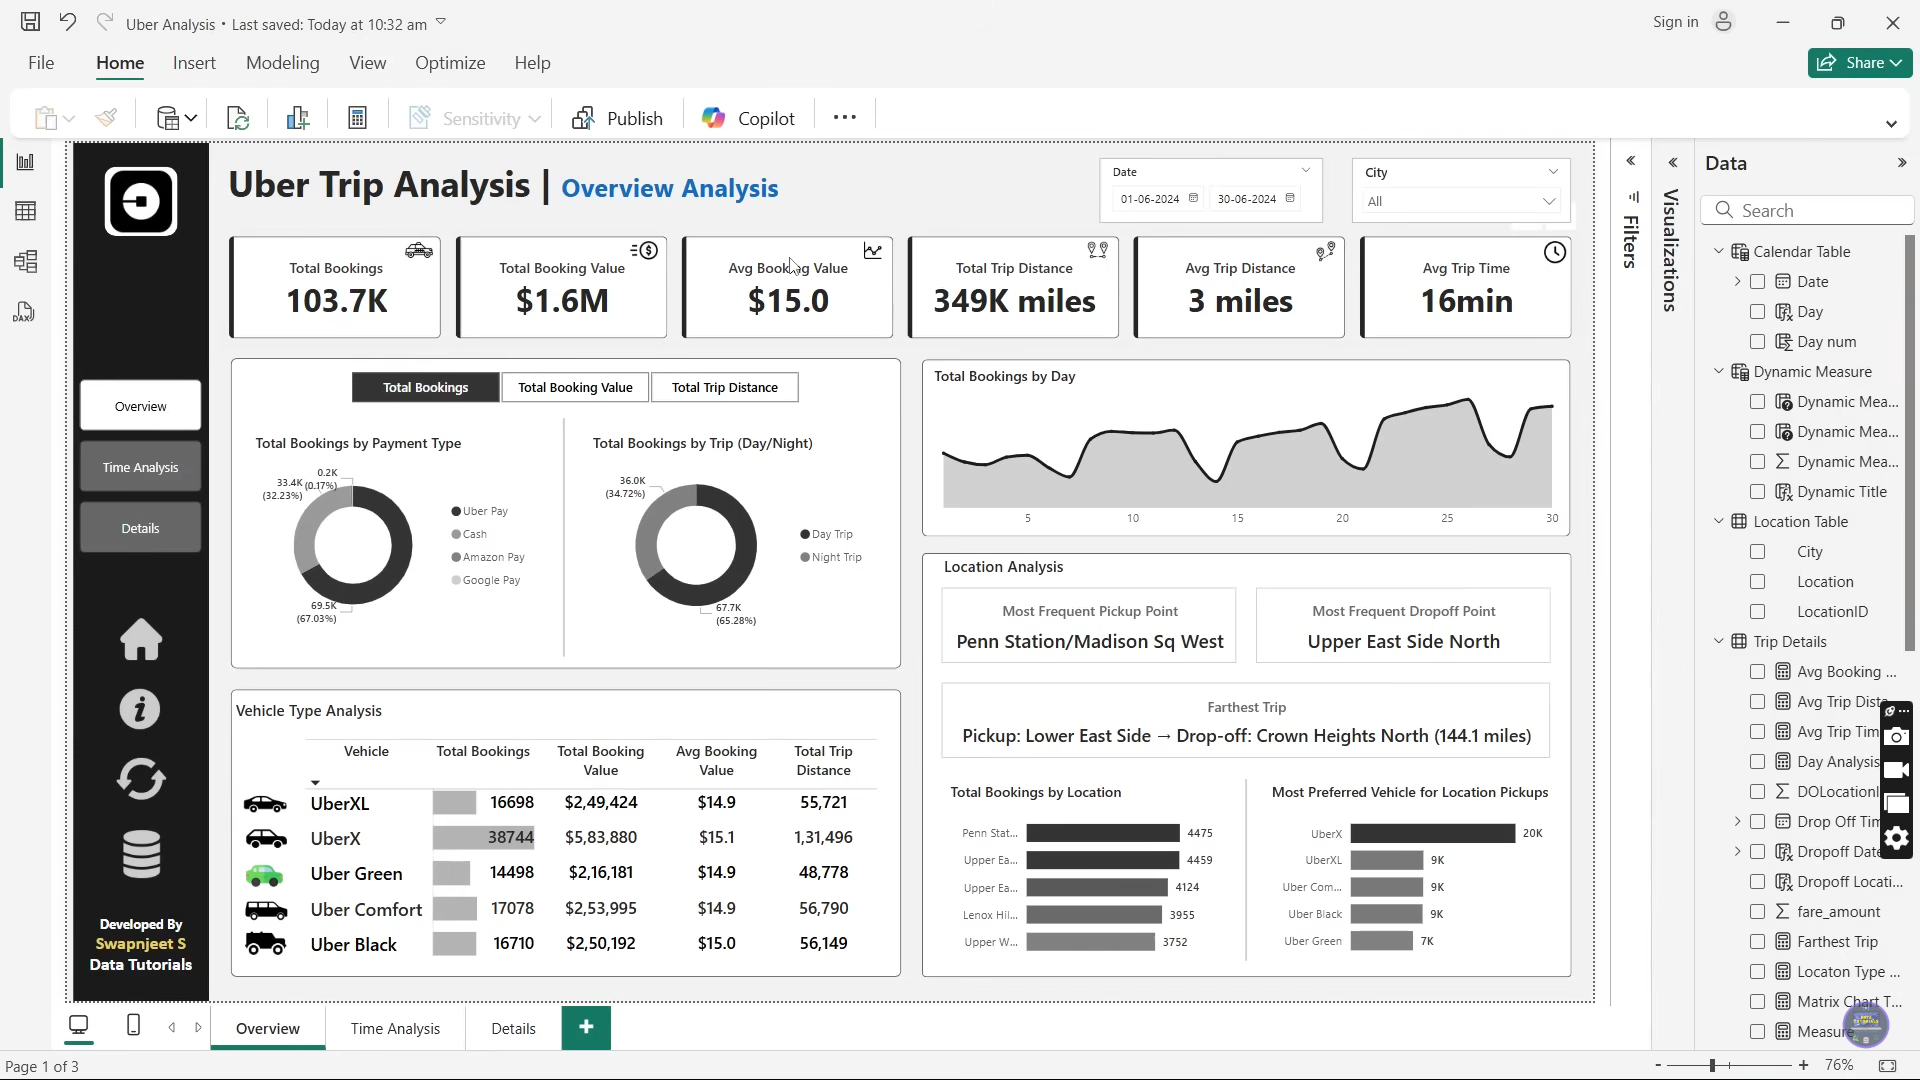 Uber Analysis • Last saved: Today at 10:32 am
Sign in
File Home Insert Modeling View Optimize Help
Share
Sensitivity
Publish
Copilot
Uber Trip Analysis | Overview Analysis
Date
01-06-2024 30-06-2024
City
All
Total Bookings
103.7K
Total Booking Value
$1.6M
Avg Booking Value
$15.0
Total Trip Distance
349K miles
Avg Trip Distance
3 miles
Avg Trip Time
16min
Overview
Time Analysis
Details
Developed By
Swapnjeet S
Data Tutorials
Total Bookings Total Booking Value Total Trip Distance
Total Bookings by Payment Type
0.2K
(0.17%)
33.4K
(32.23%)
69.5K
(67.03%)
Uber Pay
Cash
Amazon Pay
Google Pay
Total Bookings by Trip (Day/Night)
36.0K
(34.72%)
67.7K
(65.28%)
Day Trip
Night Trip
Vehicle Type Analysis
Vehicle Total Bookings Total Booking Value Avg Booking Value Total Trip Distance
UberXL 16698 $2,49,424 $14.9 55,721
UberX 38744 $5,83,880 $15.1 1,31,496
Uber Green 14498 $2,16,181 $14.9 48,778
Uber Comfort 17078 $2,53,995 $14.9 56,790
Uber Black 16710 $2,50,192 $15.0 56,149
Total Bookings by Day
5 10 15 20 25 30
Location Analysis
Most Frequent Pickup Point
Penn Station/Madison Sq West
Most Frequent Dropoff Point
Upper East Side North
Farthest Trip
Pickup: Lower East Side → Drop-off: Crown Heights North (144.1 miles)
Total Bookings by Location
Penn Stat... 4475
Upper Ea... 4459
Upper Ea... 4124
Lenox Hil... 3955
Upper W... 3752
Most Preferred Vehicle for Location Pickups
UberX 20K
UberXL 9K
Uber Com... 9K
Uber Black 9K
Uber Green 7K
Filters
Visualizations
Data
Search
Calendar Table
Date
Day
Day num
Dynamic Measure
Dynamic Mea...
Dynamic Mea...
Dynamic Mea...
Dynamic Title
Location Table
City
Location
LocationID
Trip Details
Avg Booking ...
Avg Trip Dista
Avg Trip Tim
Day Analysis
DOLocationI
Drop Off Tim
Dropoff Date
Dropoff Locati...
fare_amount
Farthest Trip
Locaton Type ...
Matrix Chart T...
Measure
Overview Time Analysis Details
Page 1 of 3
- + 76%